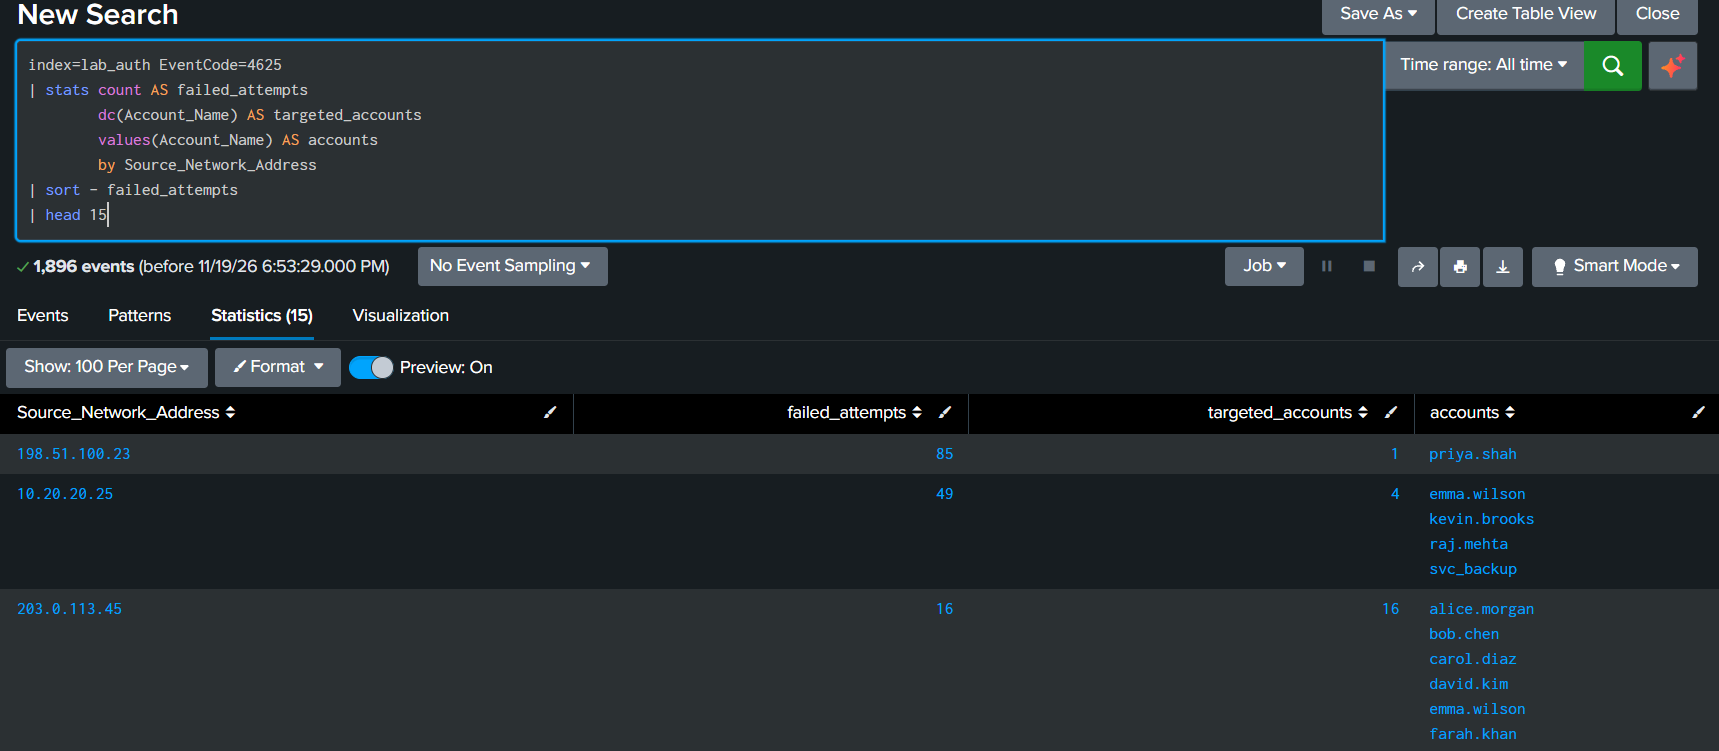 New Search
Save As
Create Table View
Close
index=lab_auth EventCode=4625
| stats count AS failed_attempts
dc(Account_Name) AS targeted_accounts
values(Account_Name) AS accounts
by Source_Network_Address
| sort - failed_attempts
| head 15
Time range: All time
1,896 events (before 11/19/26 6:53:29.000 PM)
No Event Sampling
Job
Smart Mode
Events
Patterns
Statistics (15)
Visualization
Show: 100 Per Page
Format
Preview: On
Source_Network_Address
failed_attempts
targeted_accounts
accounts
198.51.100.23
85
1
priya.shah
10.20.20.25
49
4
emma.wilson
kevin.brooks
raj.mehta
svc_backup
203.0.113.45
16
16
alice.morgan
bob.chen
carol.diaz
david.kim
emma.wilson
farah.khan